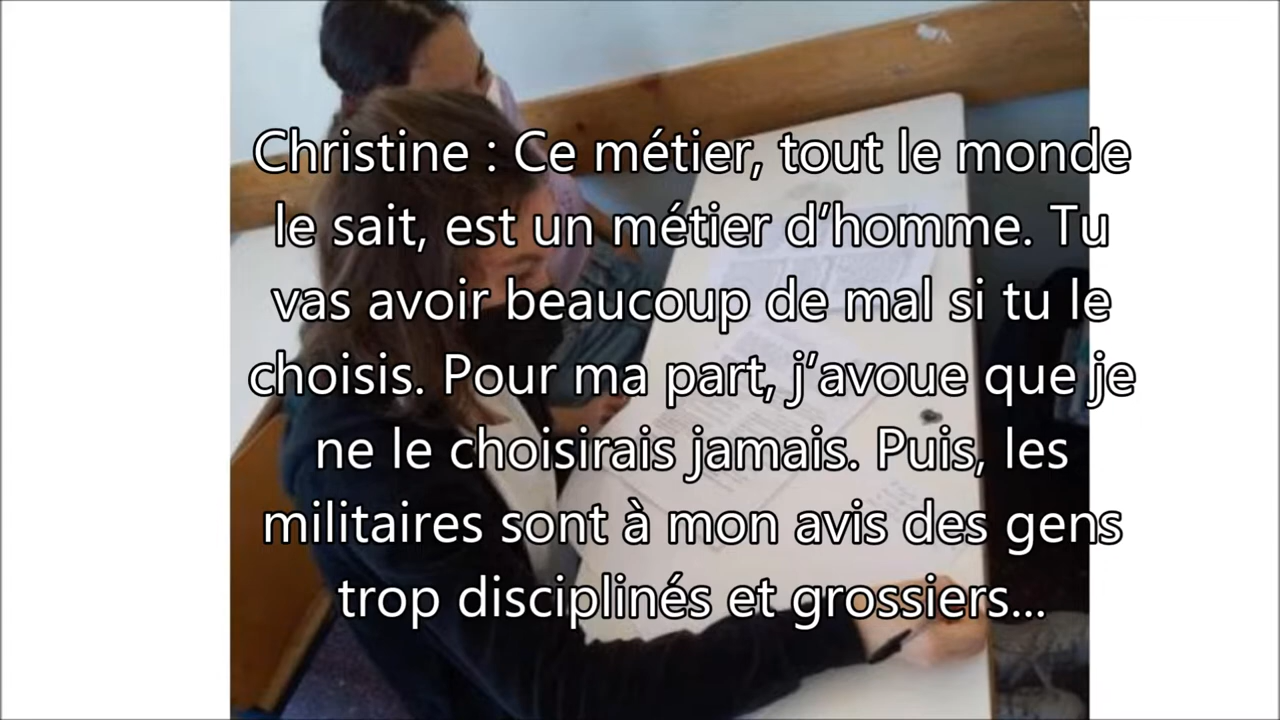 Christine : Ce métier, tout le monde
le sait, est un métier d’homme. Tu
vas avoir beaucoup de mal si tu le
choisis. Pour ma part, j’avoue que je
ne le choisirais jamais. Puis, les
militaires sont à mon avis des gens
trop disciplinés et grossiers...